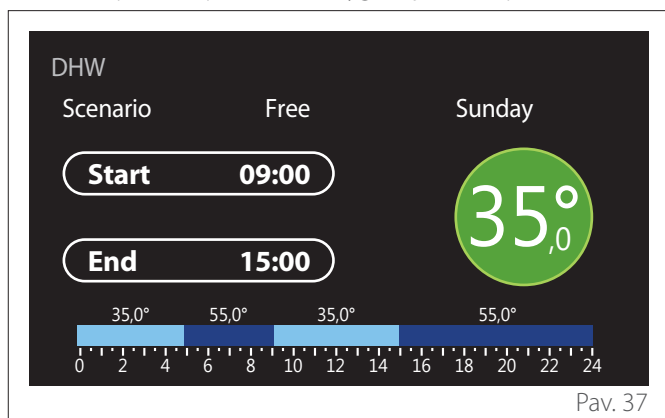 DHW
Scenario Free Sunday
Start 09:00
35,0°
End 15:00
35,0° 55,0° 35,0° 55,0°
0 2 4 6 8 10 12 14 16 18 20 22 24
Pav. 37